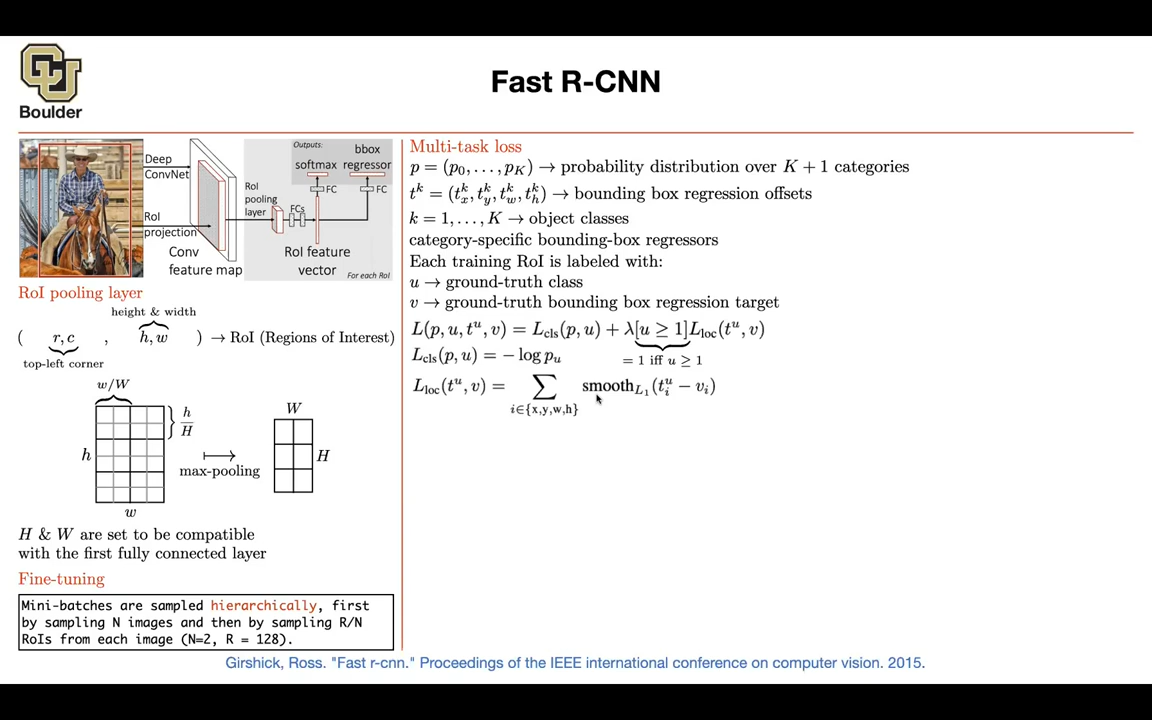 Boulder
Fast R-CNN
Deep
ConvNet
RoI
projection
Conv
feature map
RoI
pooling
layer
FCs
Outputs:
softmax
bbox
regressor
FC
FC
RoI feature
vector
For each RoI
RoI pooling layer
height & width
( r, c , h, w ) → RoI (Regions of Interest)
top-left corner
w/W
h
w
h/H
⟼
max-pooling
W
H
H & W are set to be compatible
with the first fully connected layer
Fine-tuning
Mini-batches are sampled hierarchically, first
by sampling N images and then by sampling R/N
RoIs from each image (N=2, R = 128).
Multi-task loss
p = (p_0, . . . , p_K) → probability distribution over K + 1 categories
t^k = (t_x^k, t_y^k, t_w^k, t_h^k) → bounding box regression offsets
k = 1, . . . , K → object classes
category-specific bounding-box regressors
Each training RoI is labeled with:
u → ground-truth class
v → ground-truth bounding box regression target
L(p, u, t^u, v) = L_cls(p, u) + λ[u ≥ 1]L_loc(t^u, v)
L_cls(p, u) = − log p_u
= 1 iff u ≥ 1
L_loc(t^u, v) = ∑_{i∈{x,y,w,h}} smooth_{L_1}(t_i^u − v_i)
Girshick, Ross. "Fast r-cnn." Proceedings of the IEEE international conference on computer vision. 2015.